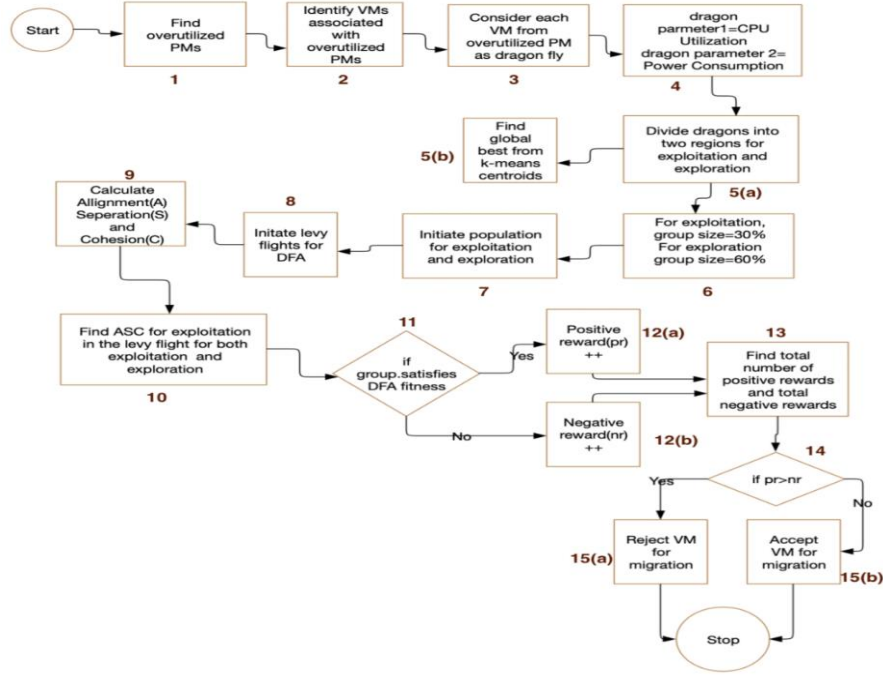 Start
Find
overutilized
PMs
1
Identify VMs
associated
with
overutilized
PMs
2
Consider each
VM from
overutilized PM
as dragon fly
3
dragon
parmeter1=CPU
Utilization
dragon parameter 2=
Power Consumption
4
Divide dragons into
two regions for
exploitation and
exploration
5(a)
Find
global
best from
k-means
centroids
5(b)
For exploitation,
group size=30%
For exploration
group size=60%
6
Initiate population
for exploitation
and exploration
7
8
Initate levy
flights for
DFA
9
Calculate
Allignment(A)
Seperation(S)
and
Cohesion(C)
Find ASC for exploitation
in the levy flight for both
exploitation and
exploration
10
11
if
group.satisfies
DFA fitness
Yes
No
Positive
reward(pr)
++
12(a)
Negative
reward(nr)
++
12(b)
13
Find total
number of
positive rewards
and total
negative rewards
14
if pr>nr
Yes
No
Reject VM
for
migration
15(a)
Accept
VM for
migration
15(b)
Stop